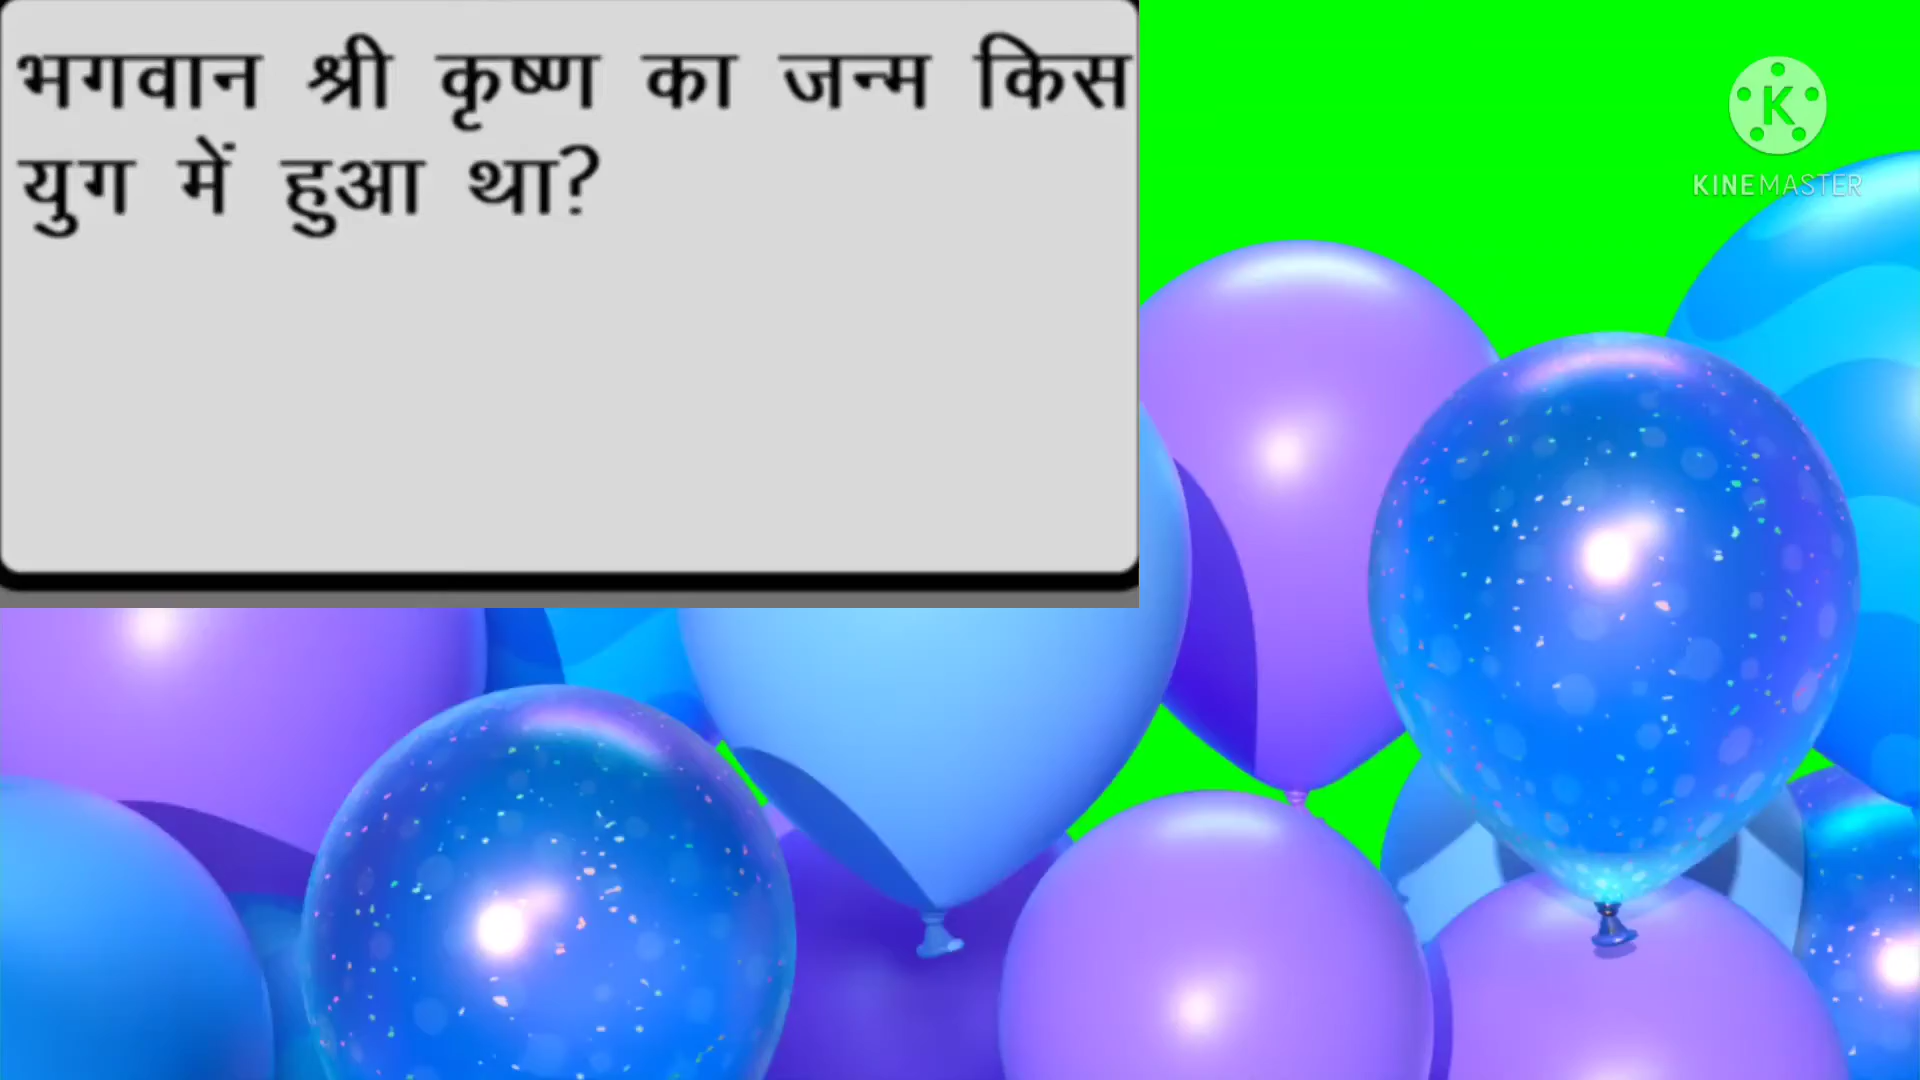 भगवान श्री कृष्ण का जन्म किस
युग में हुआ था?
K
KINEMASTER